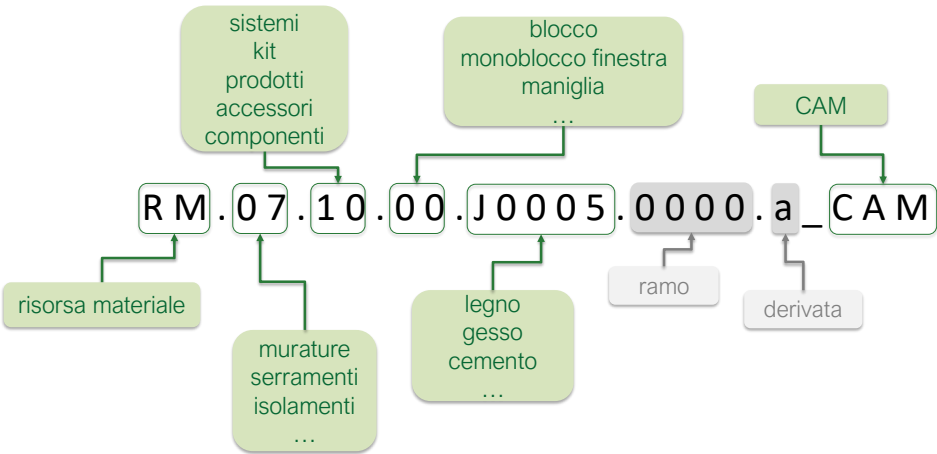 sistemi
kit
prodotti
accessori
componenti
blocco
monoblocco finestra
maniglia
…
CAM
RM.07.10.00.J0005.0000.a_CAM
risorsa materiale
murature
serramenti
isolamenti
…
legno
gesso
cemento
…
ramo
derivata